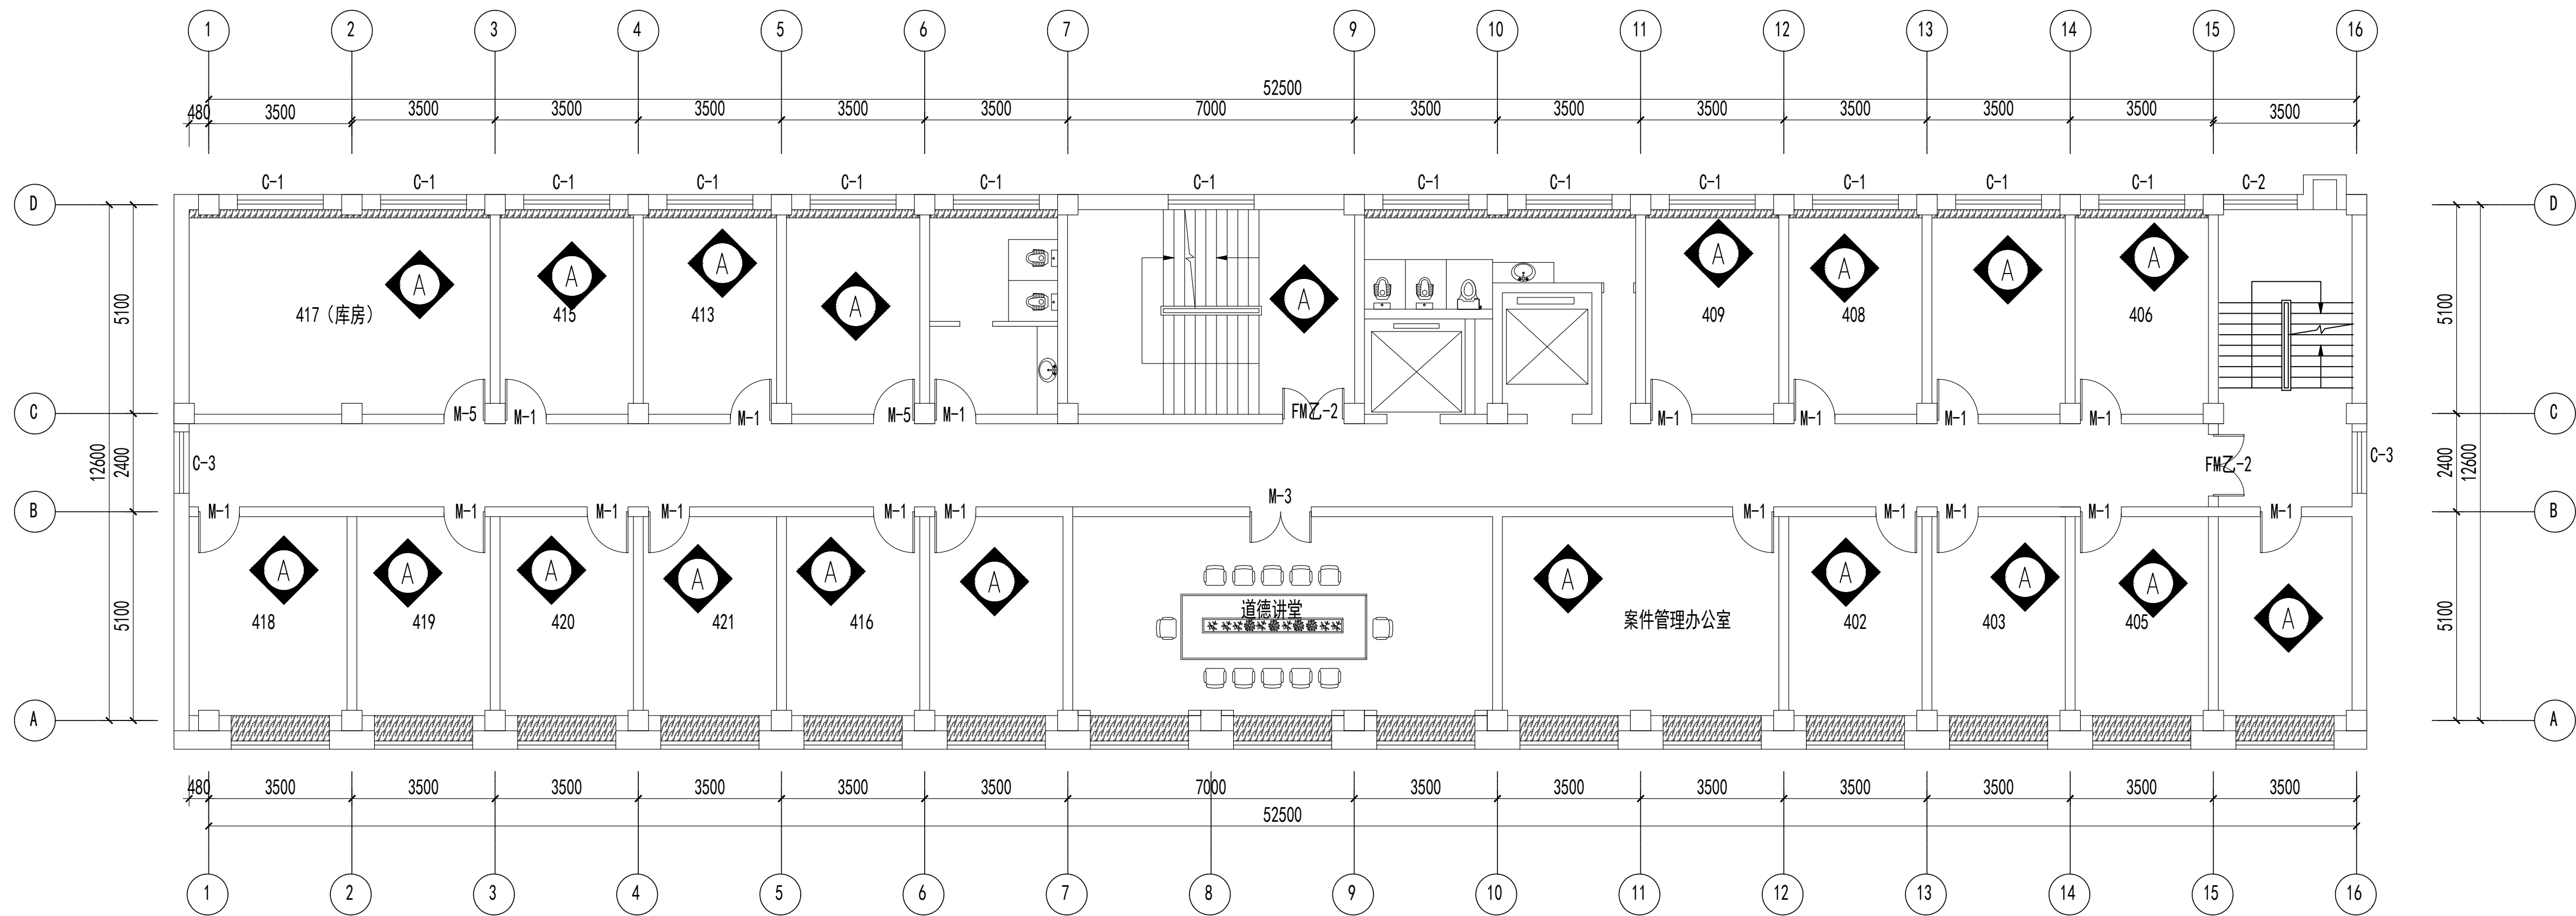 1 2 3 4 5 6 7 9 10 11 12 13 14 15 16
52500
480 3500 3500 3500 3500 3500 3500 7000 3500 3500 3500 3500 3500 3500 3500
C-1 C-1 C-1 C-1 C-1 C-1 C-1 C-1 C-1 C-1 C-1 C-1 C-1 C-2
D D
A A A A A A A A A
5100 417（库房） 415 413 409 408 406 5100
C M-5 M-1 M-1 M-5 M-1 FM乙-2 M-1 M-1 M-1 M-1 C
12600 2400 C-3 FM乙-2 C-3 2400 12600
M-3
B M-1 M-1 M-1 M-1 M-1 M-1 M-1 M-1 M-1 M-1 M-1 B
A A A A A A A A A A A
道德讲堂
5100 418 419 420 421 416 案件管理办公室 402 403 405 5100
A A
480 3500 3500 3500 3500 3500 3500 7000 3500 3500 3500 3500 3500 3500 3500
52500
1 2 3 4 5 6 7 8 9 10 11 12 13 14 15 16